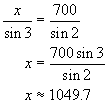 x/sin 3 = 700/sin 2
x = 700 sin 3/sin 2
x ≈ 1049.7